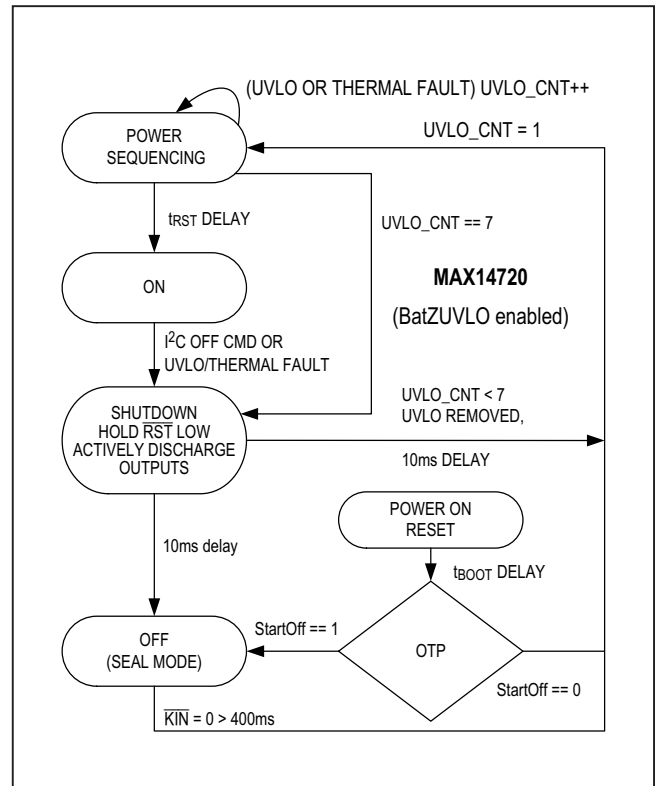 (UVLO OR THERMAL FAULT) UVLO_CNT++
POWER
SEQUENCING
UVLO_CNT = 1
tRST DELAY
UVLO_CNT == 7
ON
MAX14720
(BatZUVLO enabled)
I2C OFF CMD OR
UVLO/THERMAL FAULT
SHUTDOWN
HOLD RST LOW
ACTIVELY DISCHARGE
OUTPUTS
UVLO_CNT < 7
UVLO REMOVED,
10ms DELAY
POWER ON
RESET
10ms delay
tBOOT DELAY
OFF
(SEAL MODE)
StartOff == 1
OTP
StartOff == 0
KIN = 0 > 400ms